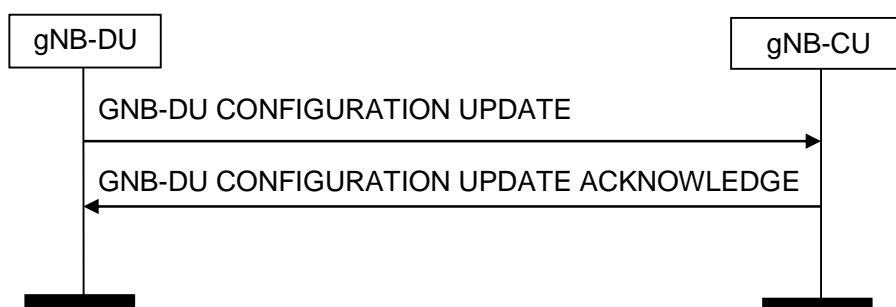 gNB-DU
gNB-CU
GNB-DU CONFIGURATION UPDATE
GNB-DU CONFIGURATION UPDATE ACKNOWLEDGE